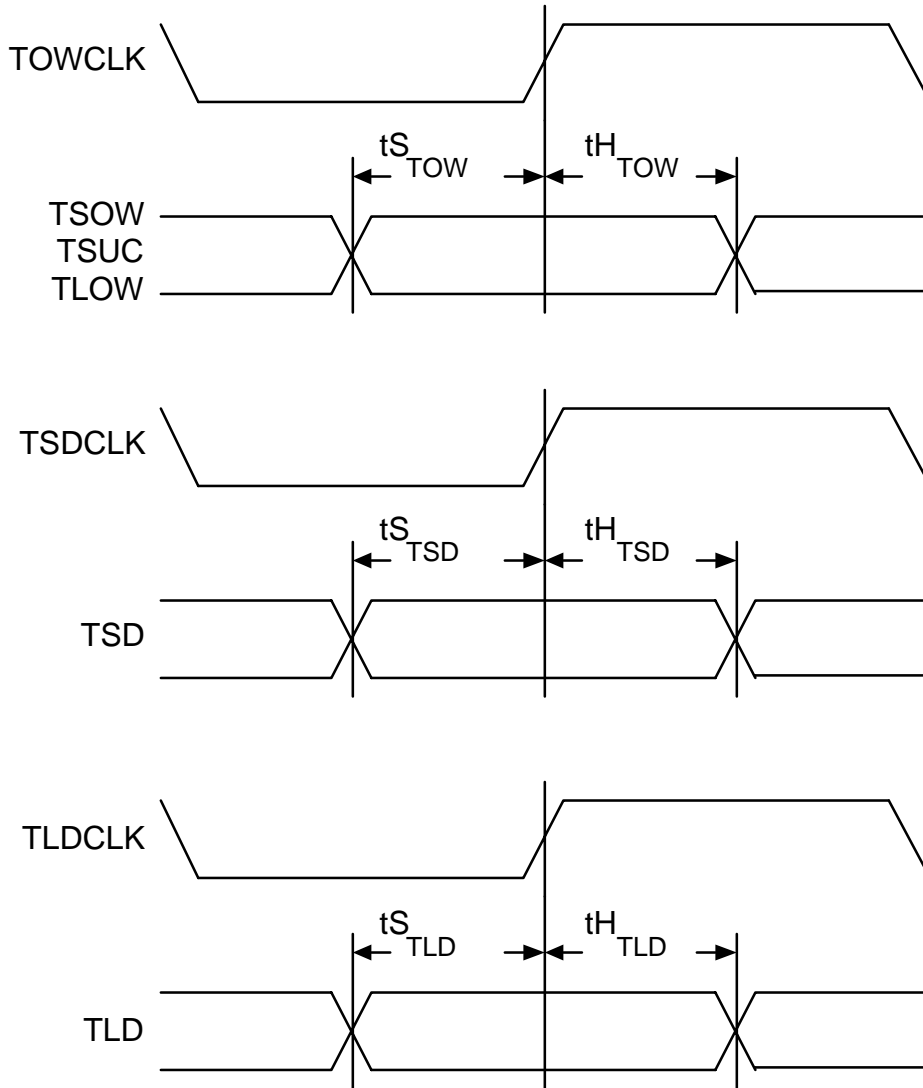 TOWCLK
tS TOW tH TOW
TSOW
TSUC
TLOW
TSDCLK
tS TSD tH TSD
TSD
TLDCLK
tS TLD tH TLD
TLD